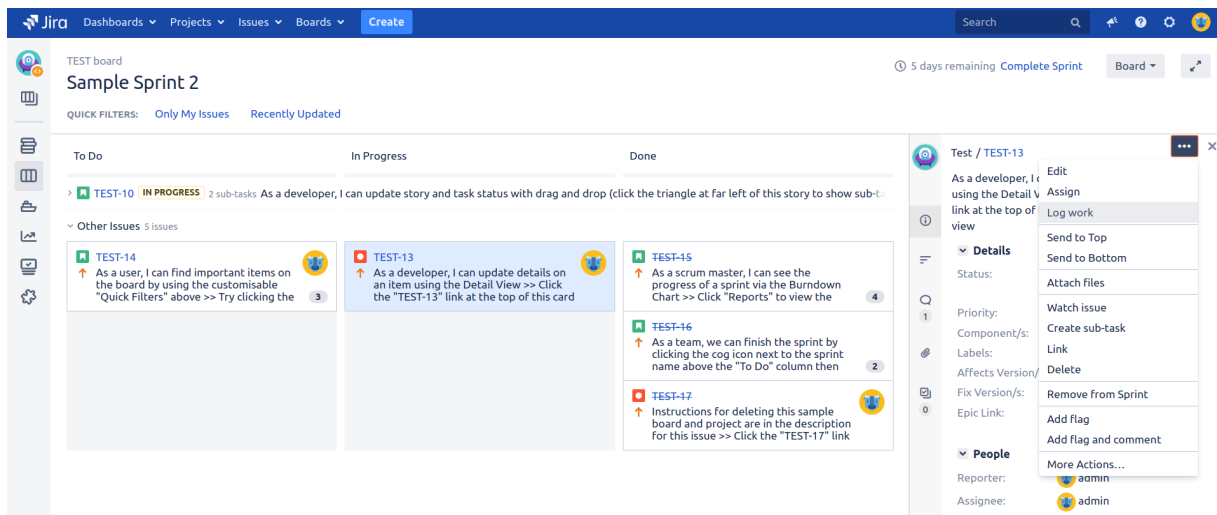 Jira Dashboards Projects Issues Boards Create Search
TEST board
Sample Sprint 2
5 days remaining Complete Sprint Board
QUICK FILTERS: Only My Issues Recently Updated
To Do In Progress Done
TEST-10 IN PROGRESS 2 sub-tasks As a developer, I can update story and task status with drag and drop (click the triangle at far left of this story to show sub-ta
Other Issues 5 issues
TEST-14
As a user, I can find important items on
the board by using the customisable
"Quick Filters" above >> Try clicking the
3
TEST-13
As a developer, I can update details on
an item using the Detail View >> Click
the "TEST-13" link at the top of this card
TEST-15
As a scrum master, I can see the
progress of a sprint via the Burndown
Chart >> Click "Reports" to view the
4
TEST-16
As a team, we can finish the sprint by
clicking the cog icon next to the sprint
name above the "To Do" column then
2
TEST-17
Instructions for deleting this sample
board and project are in the description
for this issue >> Click the "TEST-17" link
1
0
Test / TEST-13
As a developer, I
using the Detail V
link at the top of
view
Details
Status:
Priority:
Component/s:
Labels:
Affects Version/
Fix Version/s:
Epic Link:
People
Reporter: admin
Assignee: admin
Edit
Assign
Log work
Send to Top
Send to Bottom
Attach files
Watch issue
Create sub-task
Link
Delete
Remove from Sprint
Add flag
Add flag and comment
More Actions…